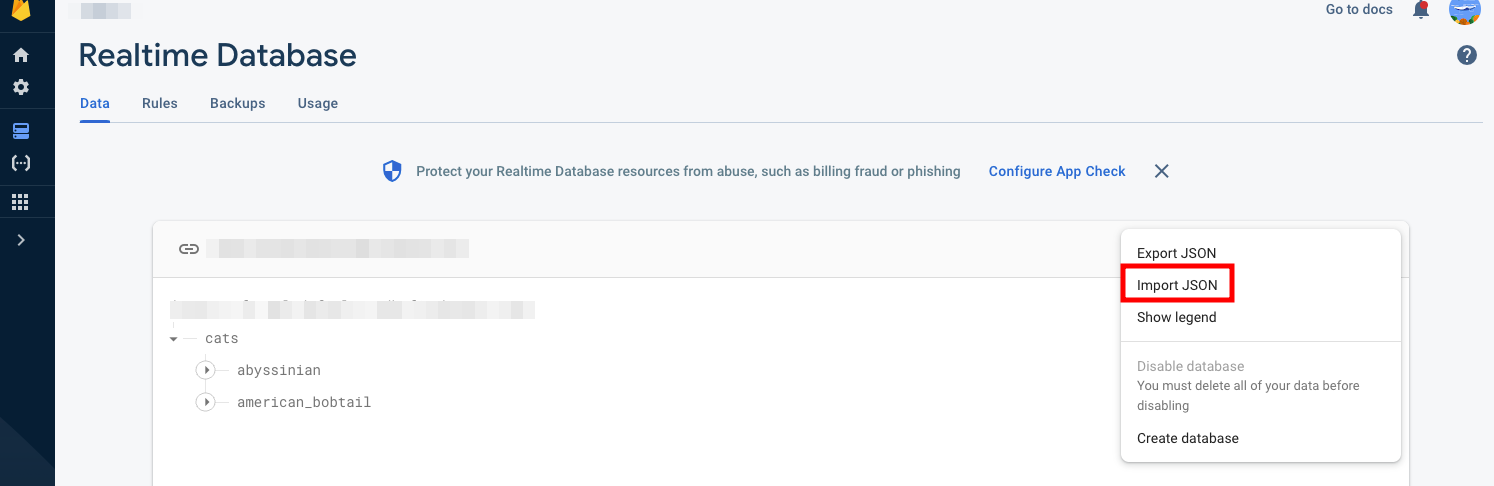 Go to docs
Realtime Database
Data Rules Backups Usage
Protect your Realtime Database resources from abuse, such as billing fraud or phishing Configure App Check
Export JSON
Import JSON
Show legend
Disable database
You must delete all of your data before
disabling
Create database
cats
abyssinian
american_bobtail